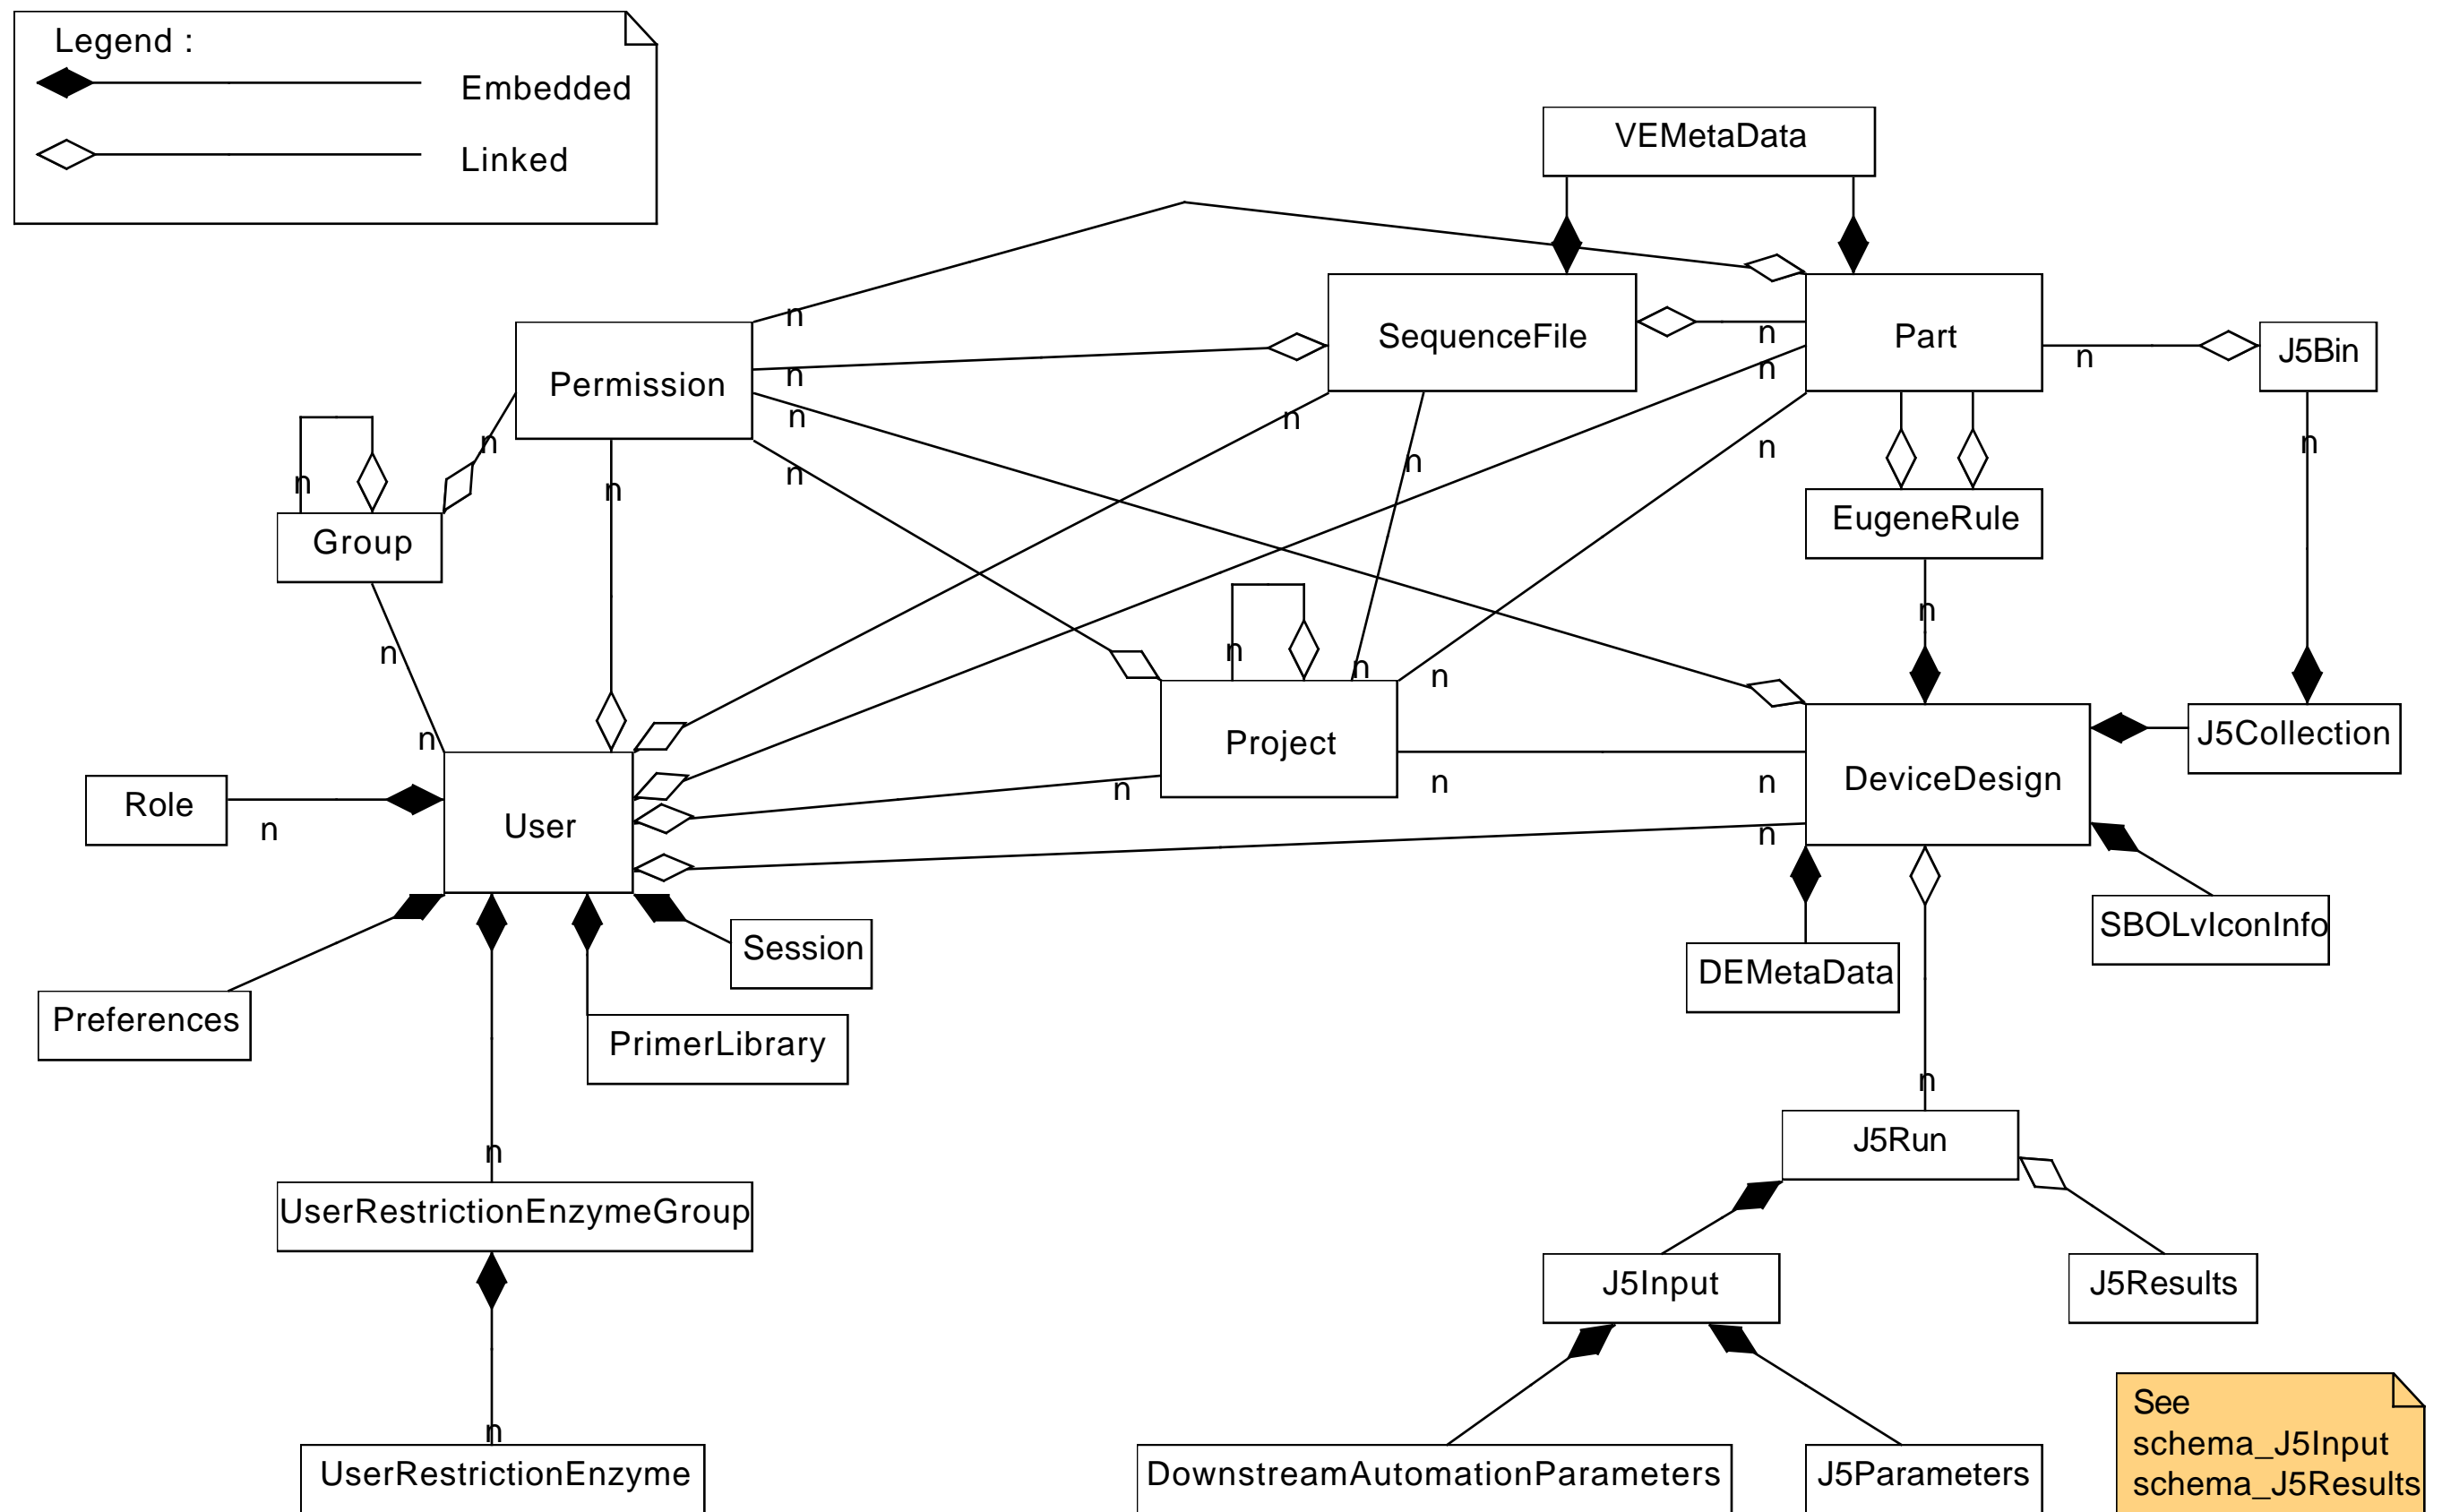 Legend :
Embedded
Linked
VEMetaData
n
SequenceFile
n
Part
n
J5Bin
Permission
n
n
n
n
n
n
n
n
n
n
n
n
EugeneRule
Group
n
n
n
n
n
n
Project
J5Collection
DeviceDesign
n
n
n
Role
n
User
n
SBOLvIconInfo
Session
DEMetaData
Preferences
PrimerLibrary
n
J5Run
n
UserRestrictionEnzymeGroup
J5Input
J5Results
See
schema_J5Input
schema_J5Results
n
UserRestrictionEnzyme
DownstreamAutomationParameters
J5Parameters